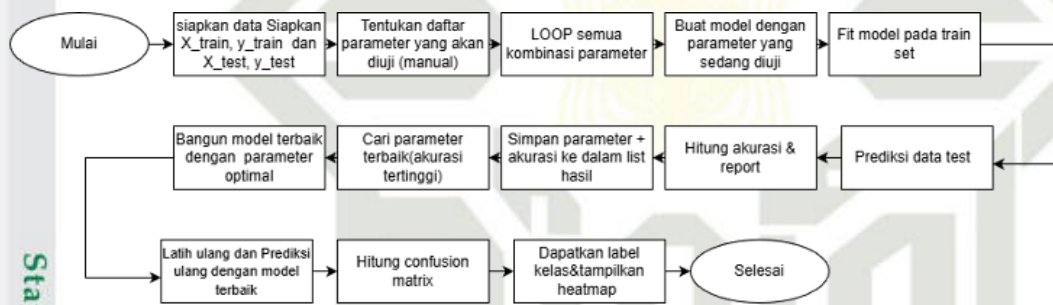 Mulai
siapkan data Siapkan
X_train, y_train dan
X_test, y_test
Tentukan daftar
parameter yang akan
diuji (manual)
LOOP semua
kombinasi parameter
Buat model dengan
parameter yang
sedang diuji
Fit model pada train
set
Prediksi data test
Hitung akurasi &
report
Simpan parameter +
akurasi ke dalam list
hasil
Cari parameter
terbaik(akurasi
tertinggi)
Bangun model terbaik
dengan parameter
optimal
Latih ulang dan Prediksi
ulang dengan model
terbaik
Hitung confusion
matrix
Dapatkan label
kelas&tampilkan
heatmap
Selesai
Sta